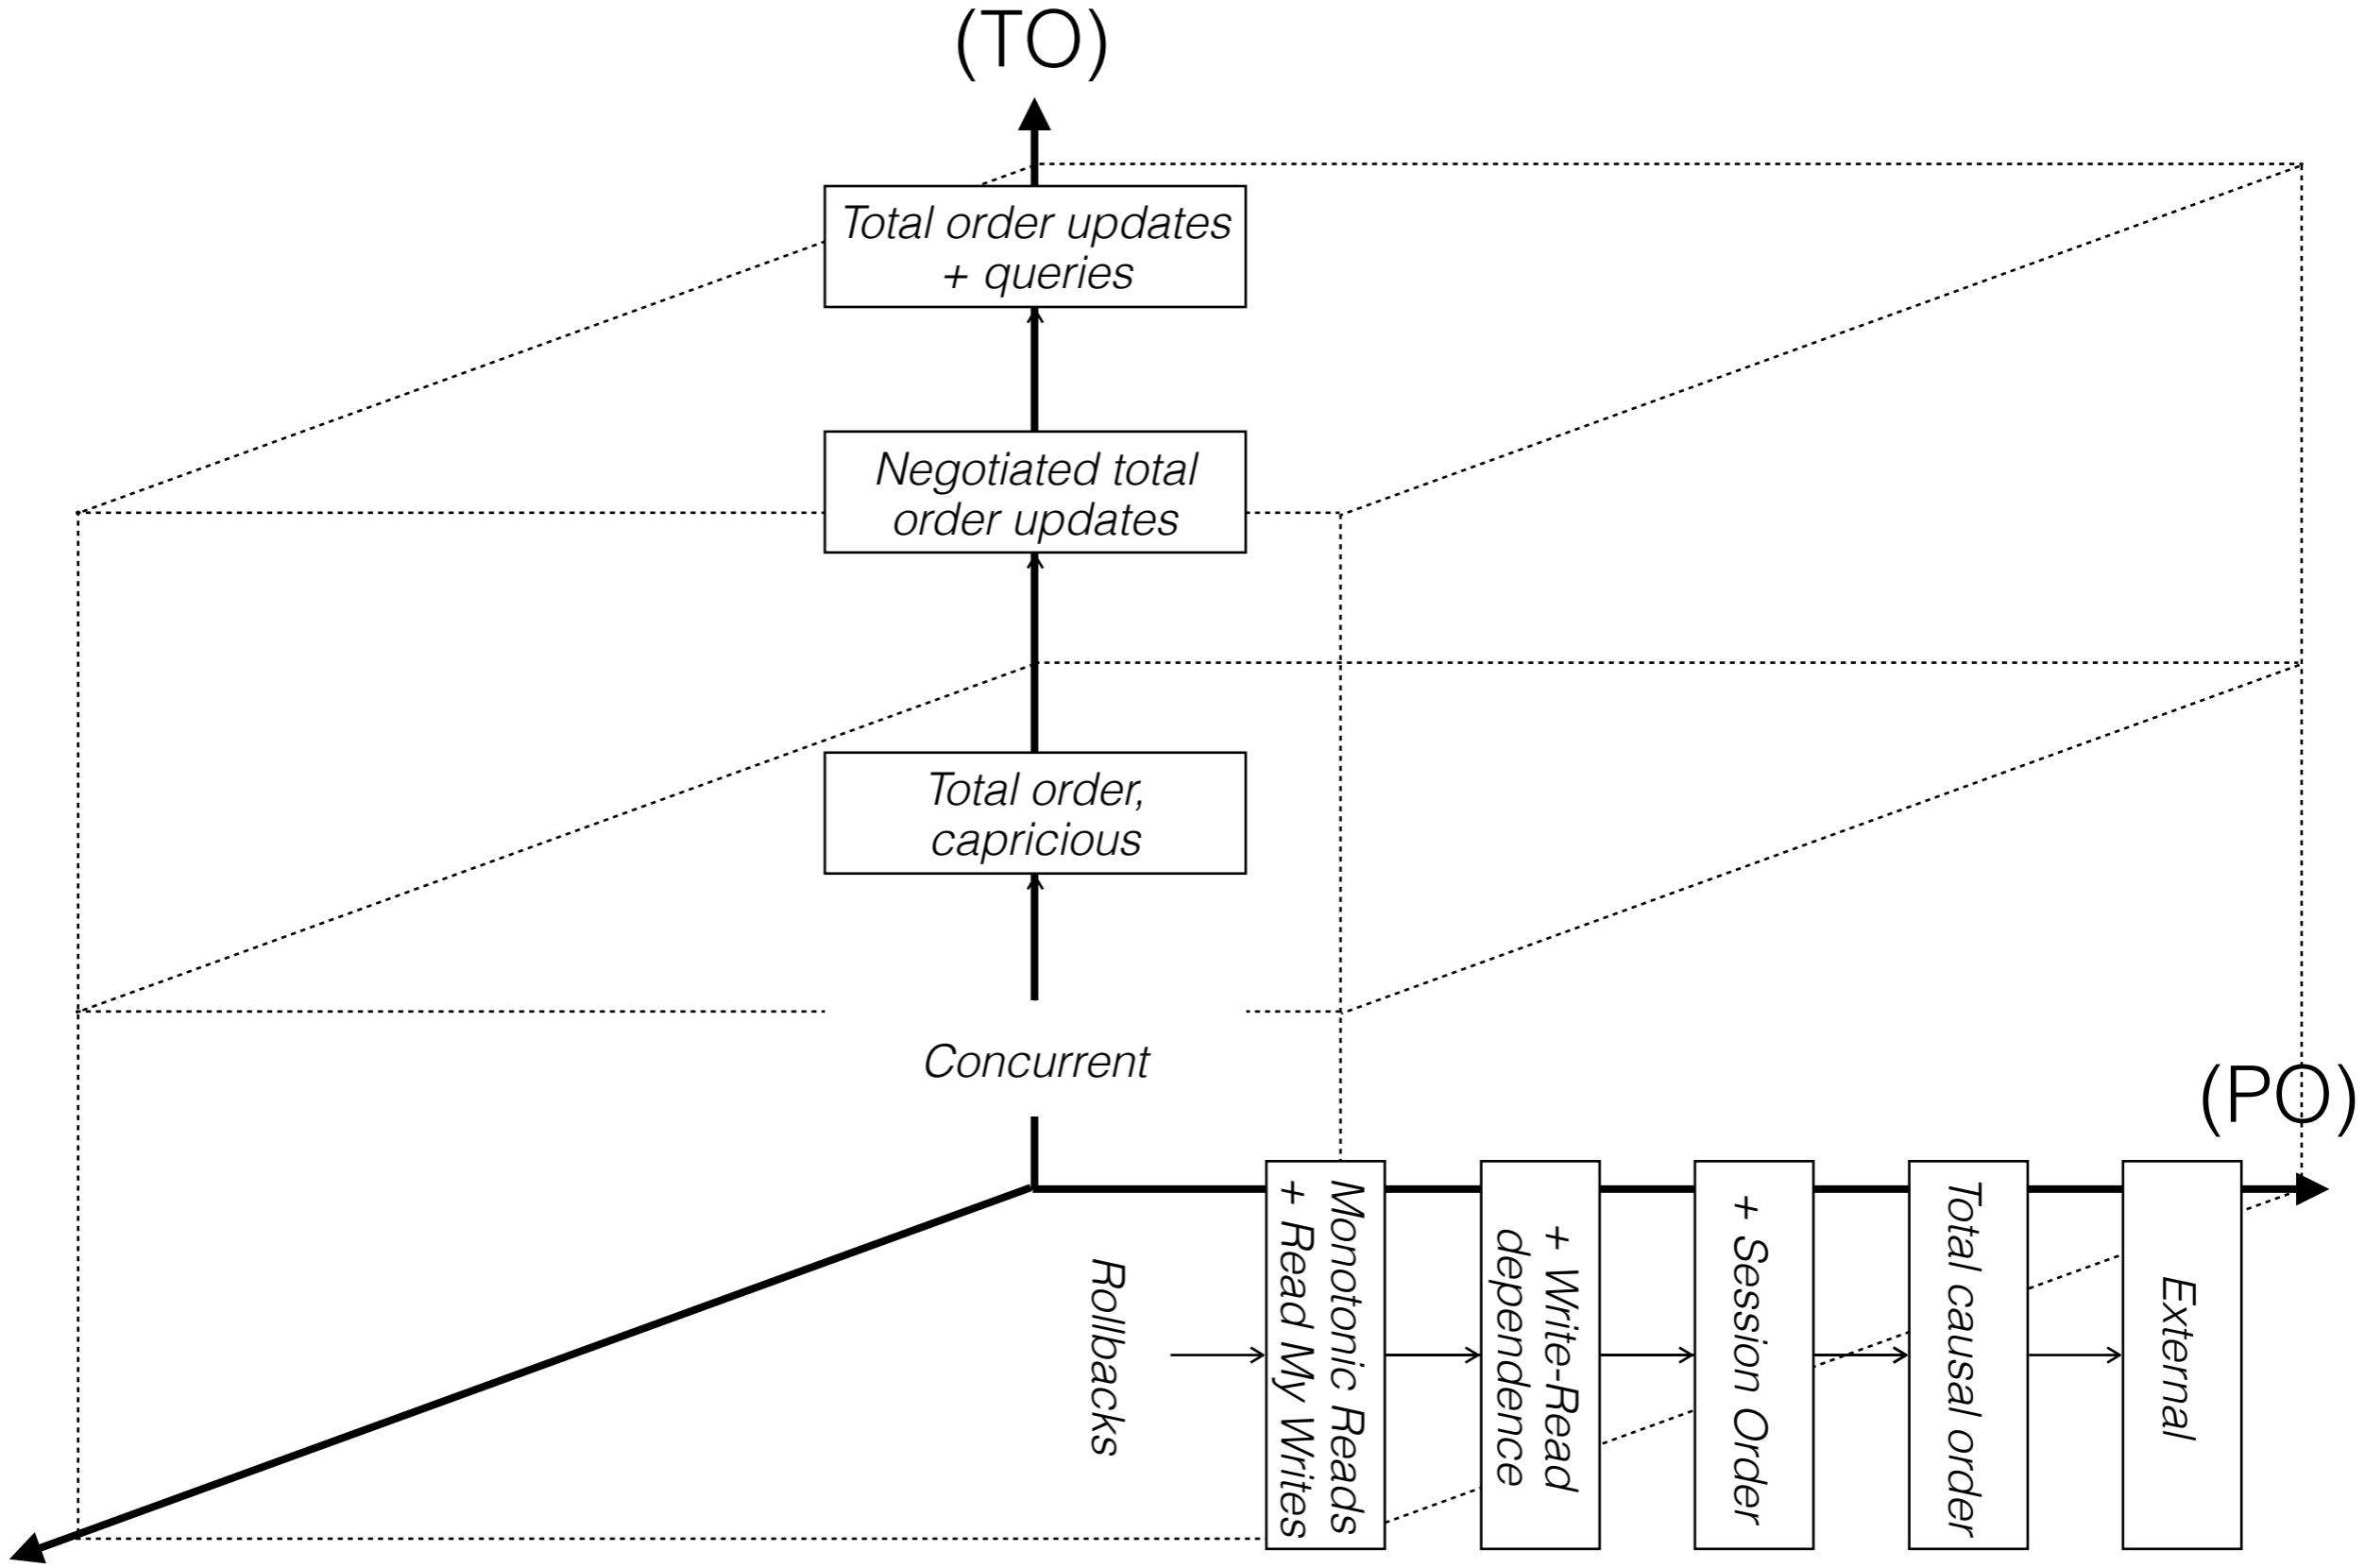 (TO)
Total order updates
+ queries
Negotiated total
order updates
Total order,
capricious
Concurrent
(PO)
Rollbacks
Monotonic Reads
+ Read My Writes
+ Write-Read
dependence
+ Session Order
Total causal order
External